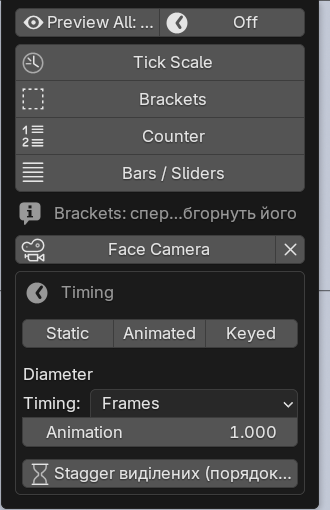 Preview All: ...
Off
Tick Scale
Brackets
Counter
Bars / Sliders
Brackets: спер...бгорнуть його
Face Camera
Timing
Static Animated Keyed
Diameter
Timing: Frames
Animation 1.000
Stagger виділених (порядок...